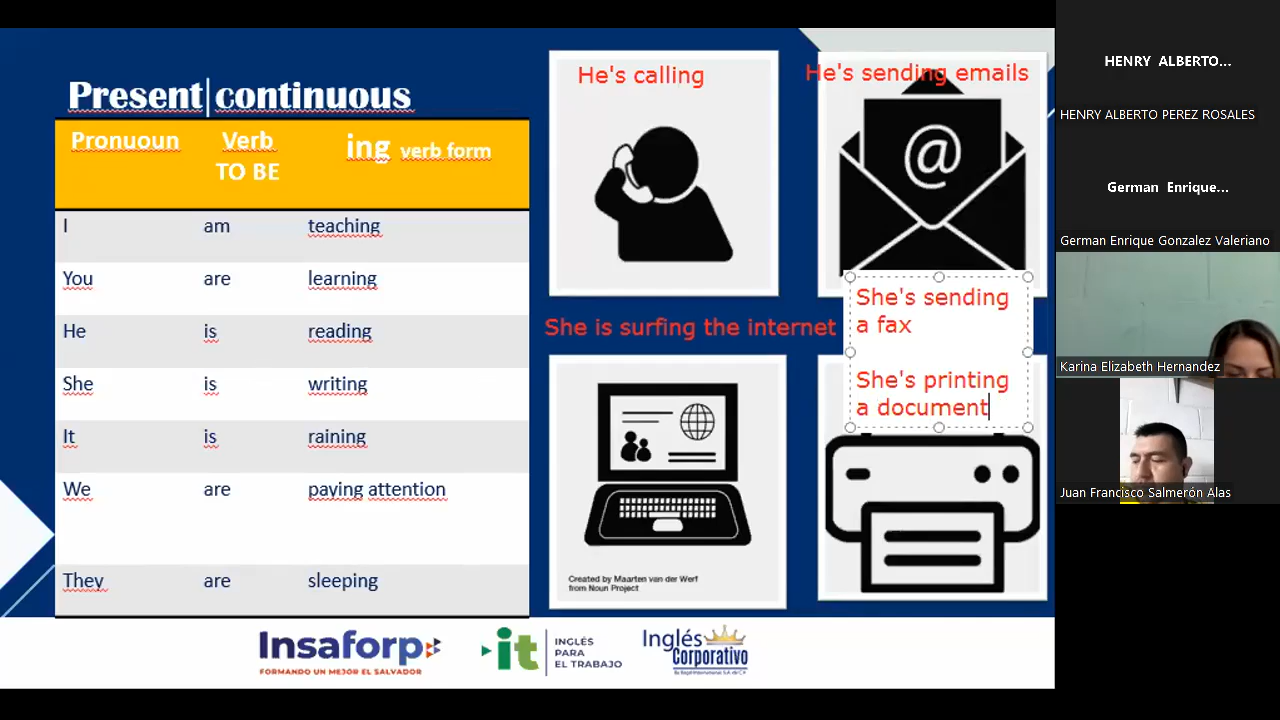 Present continuous
Pronuoun Verb TO BE ing verb form
I am teaching
You are learning
He is reading
She is writing
It is raining
We are paying attention
They are sleeping
He's calling
He's sending emails
@
She is surfing the internet
She's sending
a fax
She's printing
a document
Created by Maarten van der Werf
from Noun Project
Insaforp
FORMANDO UN MEJOR EL SALVADOR
it
INGLÉS
PARA
EL TRABAJO
Inglés
Corporativo
HENRY ALBERTO...
HENRY ALBERTO PEREZ ROSALES
German Enrique...
German Enrique Gonzalez Valeriano
Karina Elizabeth Hernandez
Juan Francisco Salmerón Alas